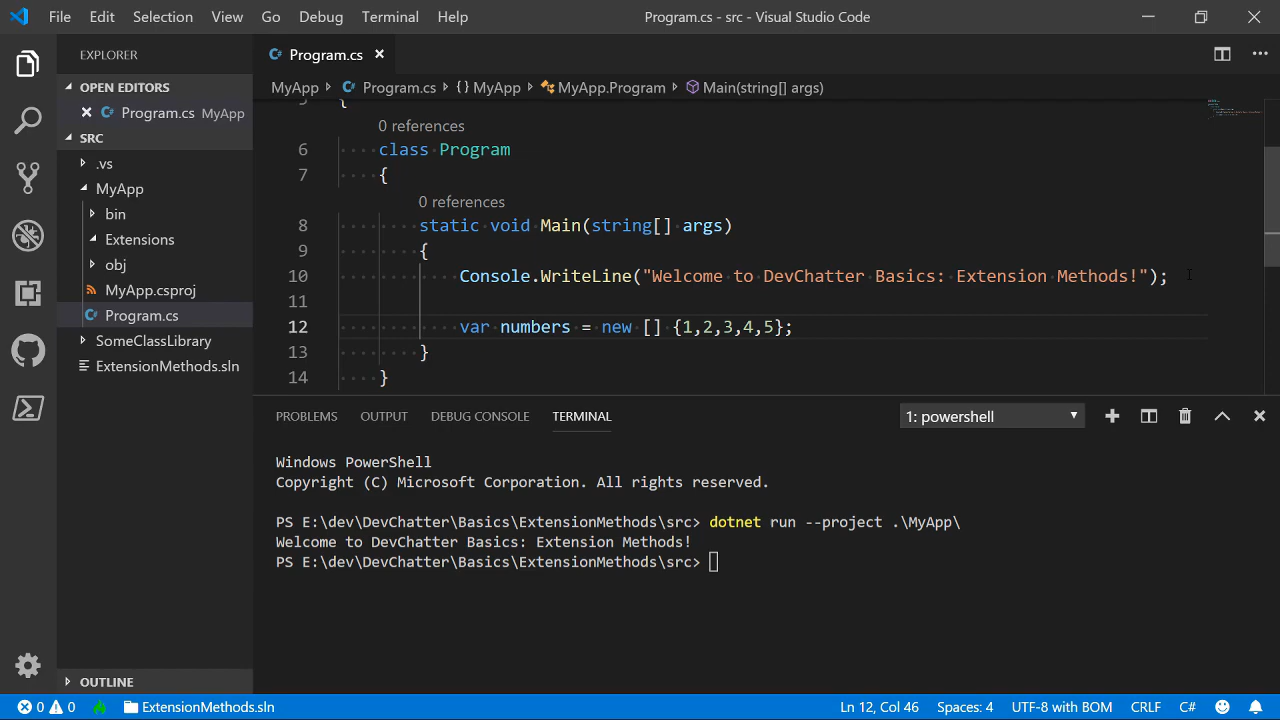 File Edit Selection View Go Debug Terminal Help Program.cs - src - Visual Studio Code
EXPLORER
OPEN EDITORS
Program.cs MyApp
SRC
.vs
MyApp
bin
Extensions
obj
MyApp.csproj
Program.cs
SomeClassLibrary
ExtensionMethods.sln
OUTLINE
Program.cs
MyApp Program.cs { } MyApp MyApp.Program Main(string[] args)
5 {
0 references
6 class Program
7 {
0 references
8 static void Main(string[] args)
9 {
10 Console.WriteLine("Welcome to DevChatter Basics: Extension Methods!");
11
12 var numbers = new [] {1,2,3,4,5};
13 }
14 }
PROBLEMS OUTPUT DEBUG CONSOLE TERMINAL 1: powershell
Windows PowerShell
Copyright (C) Microsoft Corporation. All rights reserved.
PS E:\dev\DevChatter\Basics\ExtensionMethods\src> dotnet run --project .\MyApp\
Welcome to DevChatter Basics: Extension Methods!
PS E:\dev\DevChatter\Basics\ExtensionMethods\src>
0 0 ExtensionMethods.sln Ln 12, Col 46 Spaces: 4 UTF-8 with BOM CRLF C#